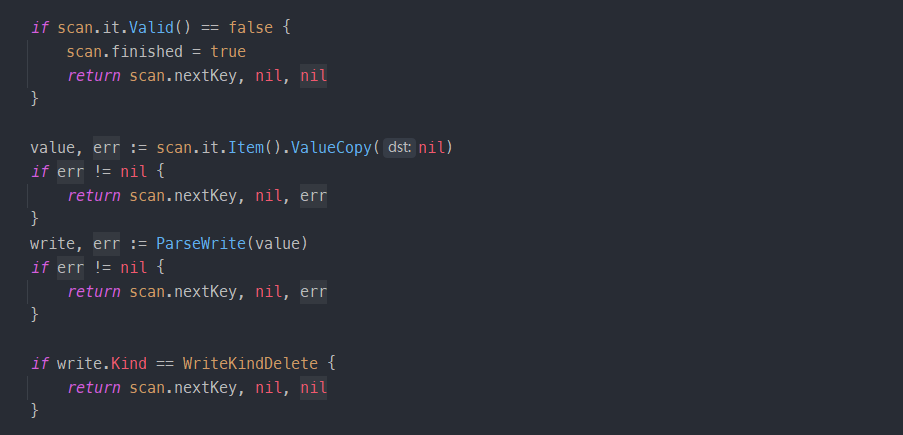 if scan.it.Valid() == false {
    scan.finished = true
    return scan.nextKey, nil, nil
}

value, err := scan.it.Item().ValueCopy( dst: nil)
if err != nil {
    return scan.nextKey, nil, err
}
write, err := ParseWrite(value)
if err != nil {
    return scan.nextKey, nil, err
}

if write.Kind == WriteKindDelete {
    return scan.nextKey, nil, nil
}